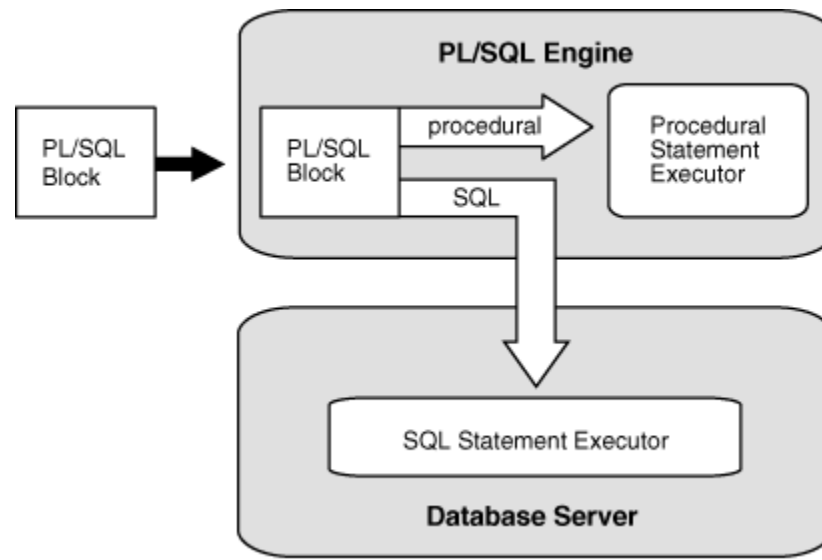 PL/SQL Engine
PL/SQL
Block
PL/SQL
Block
procedural
SQL
Procedural
Statement
Executor
SQL Statement Executor
Database Server